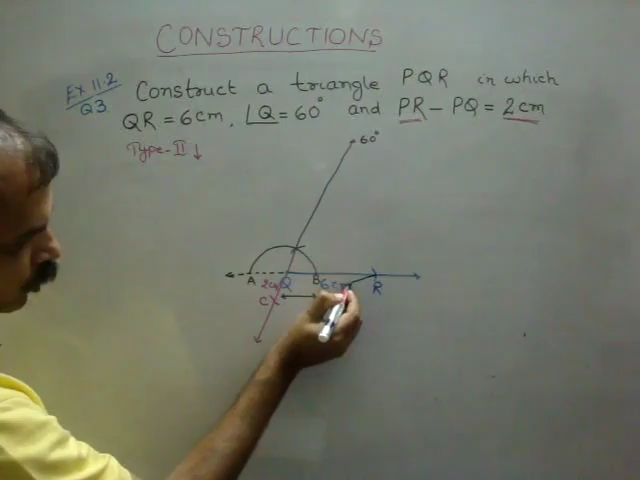 CONSTRUCTIONS
Ex 11.2
Q3
Construct a triangle PQR in which
QR = 6cm, ∠Q = 60° and PR - PQ = 2cm
Type-II ↓
60°
A Q B 6cm R
C